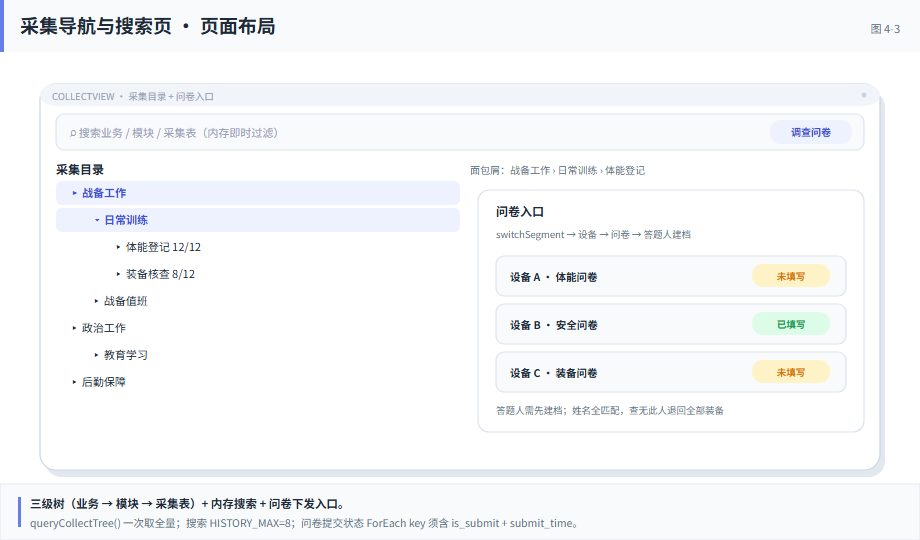 采集导航与搜索页 · 页面布局
图 4-3
COLLECTVIEW · 采集目录 + 问卷入口
⌕ 搜索业务 / 模块 / 采集表（内存即时过滤）
调查问卷
采集目录
▸ 战备工作
▾ 日常训练
▸ 体能登记 12/12
▸ 装备核查 8/12
▸ 战备值班
▸ 政治工作
▸ 教育学习
▸ 后勤保障
面包屑：战备工作 › 日常训练 › 体能登记
问卷入口
switchSegment → 设备 → 问卷 → 答题人建档
设备 A · 体能问卷
未填写
设备 B · 安全问卷
已填写
设备 C · 装备问卷
未填写
答题人需先建档；姓名全匹配，查无此人退回全部装备
三级树（业务 → 模块 → 采集表）+ 内存搜索 + 问卷下发入口。
queryCollectTree() 一次取全量；搜索 HISTORY_MAX=8；问卷提交状态 ForEach key 须含 is_submit + submit_time。